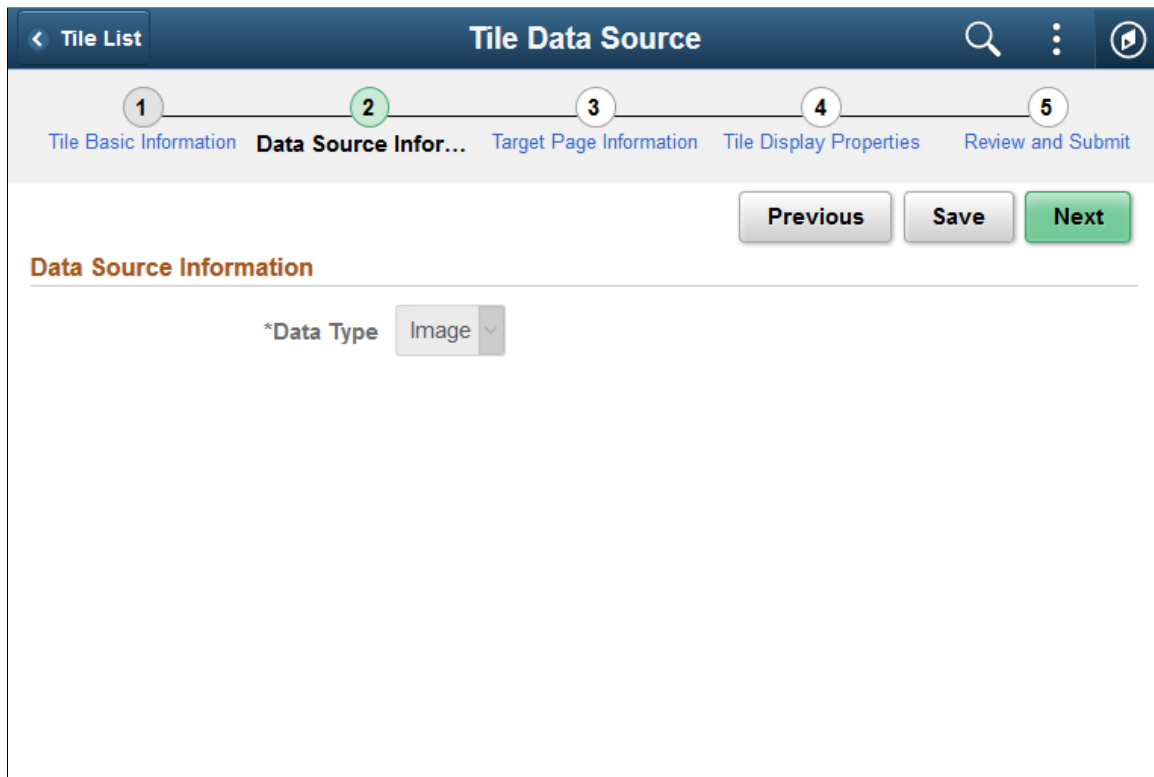 Tile List
Tile Data Source
1 2 3 4 5
Tile Basic Information Data Source Infor... Target Page Information Tile Display Properties Review and Submit
Previous Save Next
Data Source Information
*Data Type Image